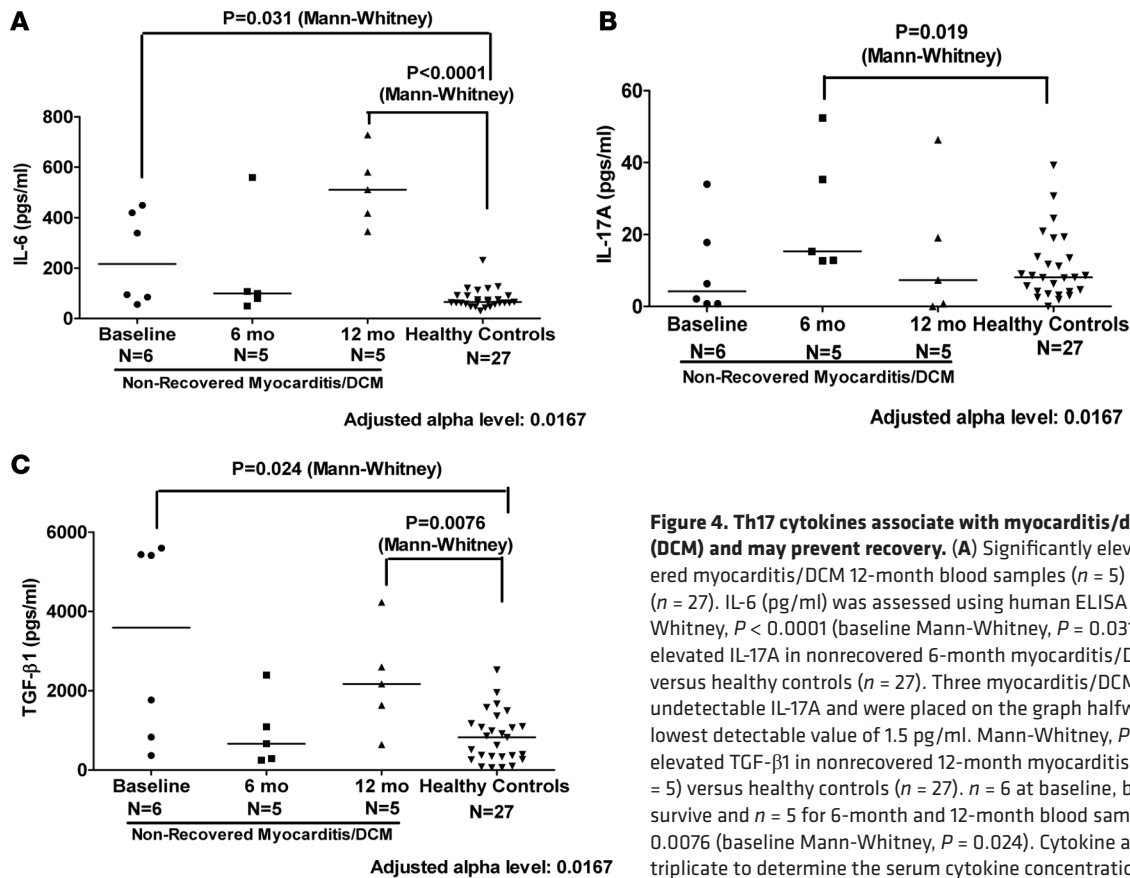 A
P=0.031 (Mann-Whitney)
P<0.0001
(Mann-Whitney)
IL-6 (pgs/ml)
800
600
400
200
0
Baseline 6 mo 12 mo Healthy Controls
N=6 N=5 N=5 N=27
Non-Recovered Myocarditis/DCM
Adjusted alpha level: 0.0167
B
P=0.019
(Mann-Whitney)
IL-17A (pgs/ml)
60
40
20
0
Baseline 6 mo 12 mo Healthy Controls
N=6 N=5 N=5 N=27
Non-Recovered Myocarditis/DCM
Adjusted alpha level: 0.0167
C
P=0.024 (Mann-Whitney)
P=0.0076
(Mann-Whitney)
TGF-β1 (pgs/ml)
6000
4000
2000
0
Baseline 6 mo 12 mo Healthy Controls
N=6 N=5 N=5 N=27
Non-Recovered Myocarditis/DCM
Adjusted alpha level: 0.0167
Figure 4. Th17 cytokines associate with myocarditis/d
(DCM) and may prevent recovery. (A) Significantly elev
ered myocarditis/DCM 12-month blood samples (n = 5)
(n = 27). IL-6 (pg/ml) was assessed using human ELISA
Whitney, P < 0.0001 (baseline Mann-Whitney, P = 0.031
elevated IL-17A in nonrecovered 6-month myocarditis/D
versus healthy controls (n = 27). Three myocarditis/DCM
undetectable IL-17A and were placed on the graph halfw
lowest detectable value of 1.5 pg/ml. Mann-Whitney, P
elevated TGF-β1 in nonrecovered 12-month myocarditis
= 5) versus healthy controls (n = 27). n = 6 at baseline, b
survive and n = 5 for 6-month and 12-month blood sam
0.0076 (baseline Mann-Whitney, P = 0.024). Cytokine a
triplicate to determine the serum cytokine concentratio